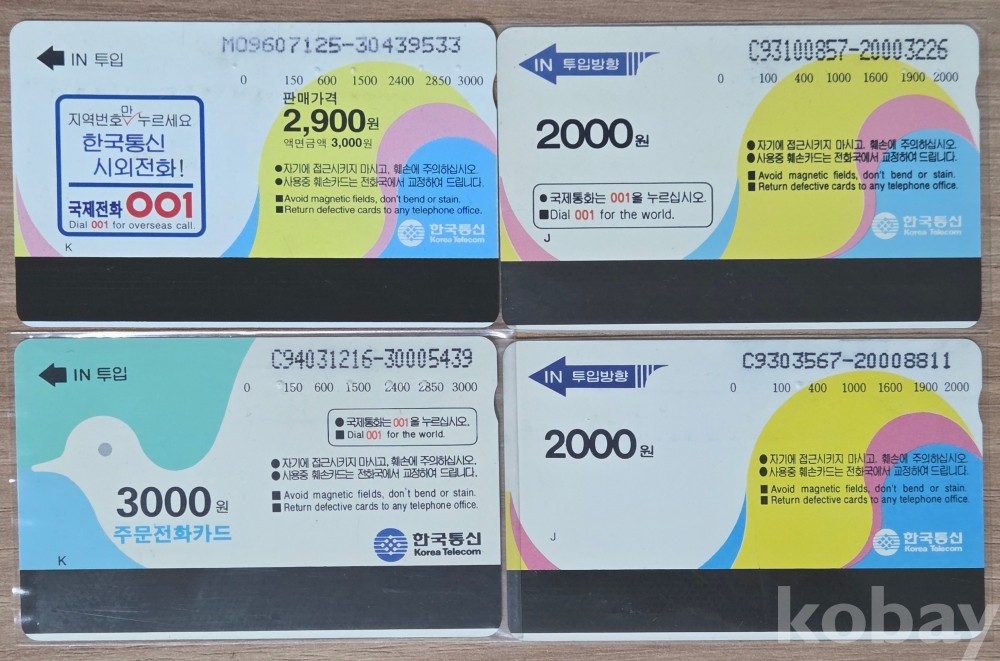 IN 투입
M09607125-30439533
0 150 600 1500 2400 2850 3000
지역번호만 누르세요
한국통신
시외전화!
국제전화 001
Dial 001 for overseas call.
K
판매가격
2,900원
액면금액 3,000원
●자기에 접근시키지 마시고, 훼손에 주의하십시오.
●사용중 훼손카드는 전화국에서 교정하여 드립니다.
■Avoid magnetic fields, don't bend or stain.
■Return defective cards to any telephone office.
한국통신
Korea Telecom
IN 투입방향
C93100857-20003226
0 100 400 1000 1600 1900 2000
2000원
●자기에 접근시키지 마시고, 훼손에 주의하십시오.
●사용중 훼손카드는 전화국에서 교정하여 드립니다.
■ Avoid magnetic fields, don't bend or stain.
■ Return defective cards to any telephone office.
●국제통화는 001을 누르십시오.
■Dial 001 for the world.
J
한국통신
Korea Telecom
IN 투입
C94031216-30005439
0 150 600 1500 2400 2850 3000
● 국제통화는 001을 누르십시오.
■ Dial 001 for the world.
● 자기에 접근시키지 마시고, 훼손에 주의하십시오.
● 사용중 훼손카드는 전화국에서 교정하여 드립니다.
■ Avoid magnetic fields, don't bend or stain.
■ Return defective cards to any telephone office.
3000원
주문전화카드
K
한국통신
Korea Telecom
IN 투입방향
C9303567-20008811
0 100 400 1000 1600 1900 2000
2000원
●자기에 접근시키지 마시고, 훼손에 주의하십시오.
●사용중 훼손카드는 전화국에서 교정하여 드립니다.
■ Avoid magnetic fields, don't bend or stain.
■ Return defective cards to any telephone office.
J
한국통신
Korea Telecom
kobay